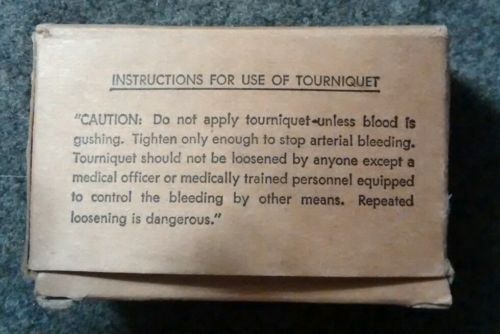 INSTRUCTIONS FOR USE OF TOURNIQUET
"CAUTION: Do not apply tourniquet-unless blood is
gushing. Tighten only enough to stop arterial bleeding.
Tourniquet should not be loosened by anyone except a
medical officer or medically trained personnel equipped
to control the bleeding by other means. Repeated
loosening is dangerous."